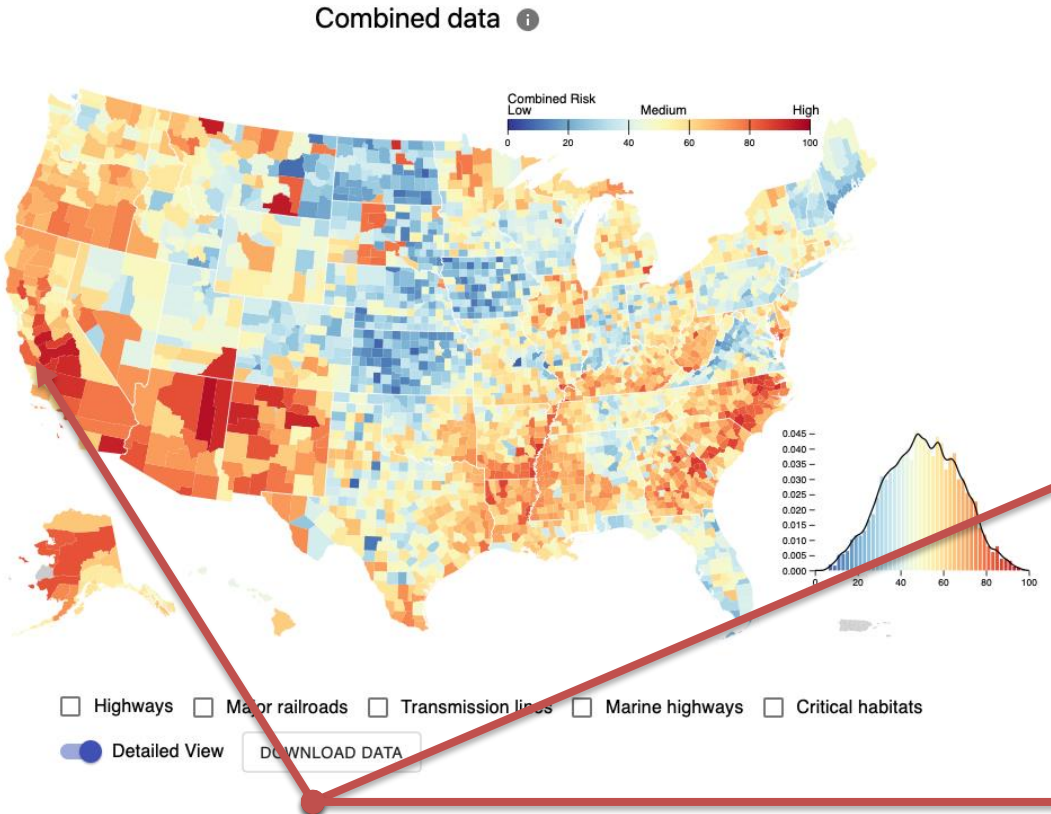 Combined data
Combined Risk
Low Medium High
0 20 40 60 80 100
0.045
0.040
0.035
0.030
0.025
0.020
0.015
0.010
0.005
0.000
0 20 40 60 80 100
Highways Major railroads Transmission lines Marine highways Critical habitats
Detailed View DOWNLOAD DATA